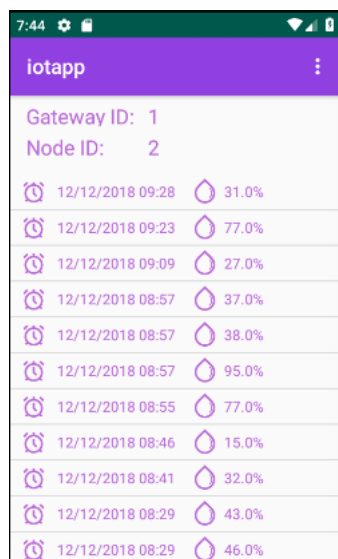 7:44
iotapp
Gateway ID: 1
Node ID: 2
12/12/2018 09:28 31.0%
12/12/2018 09:23 77.0%
12/12/2018 09:09 27.0%
12/12/2018 08:57 37.0%
12/12/2018 08:57 38.0%
12/12/2018 08:57 95.0%
12/12/2018 08:55 77.0%
12/12/2018 08:46 15.0%
12/12/2018 08:41 32.0%
12/12/2018 08:29 43.0%
12/12/2018 08:29 46.0%